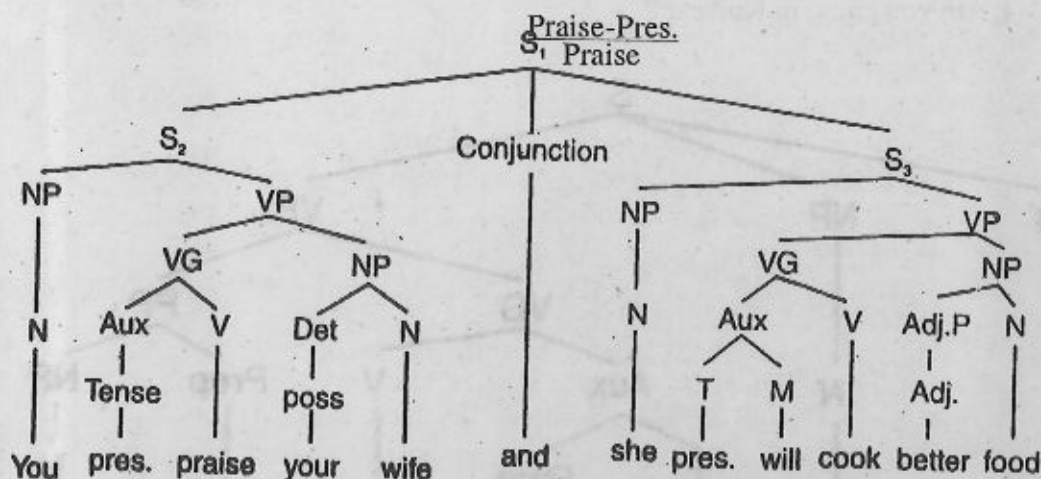 Praise-Pres.
Praise
S₁
S₂ Conjunction S₃
NP VP NP VP
VG NP VG NP
N Aux V Det N N Aux V Adj.P N
Tense poss T M Adj.
You pres. praise your wife and she pres. will cook better food